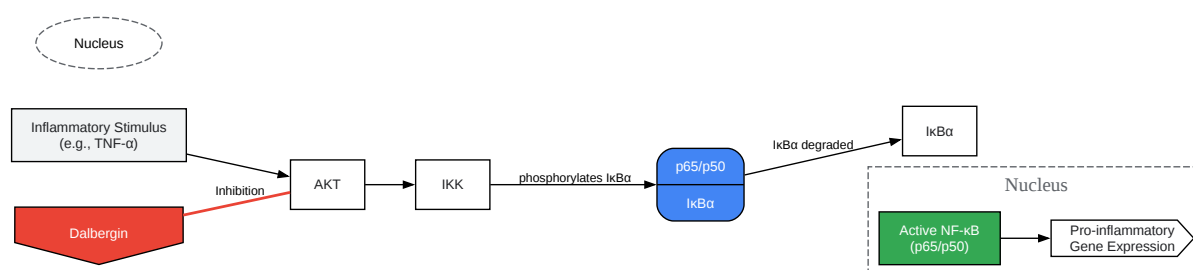 Nucleus
Inflammatory Stimulus
(e.g., TNF-α)
Inhibition
Dalbergin
AKT
IKK
phosphorylates IκBα
p65/p50
IκBα
IκBα degraded
IκBα
Nucleus
Active NF-κB
(p65/p50)
Pro-inflammatory
Gene Expression